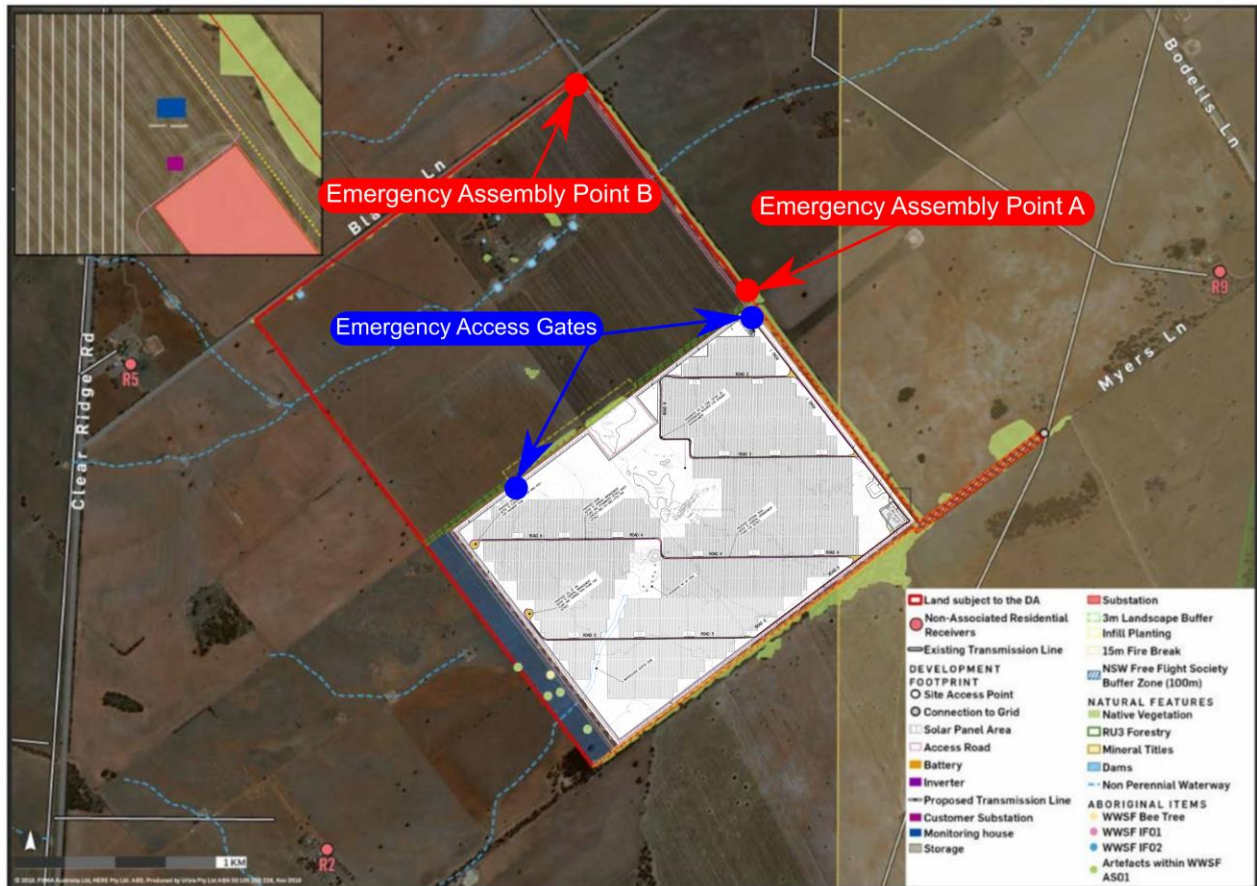 Bodells Ln
Emergency Assembly Point B
Emergency Assembly Point A
R9
Emergency Access Gates
Clear Ridge Rd
R5
Myers Ln
ROAD 3
ROAD 4
ROAD 4
ROAD 4
ROAD 5
R2
1 KM
Land subject to the DA
Non-Associated Residential
Receivers
Existing Transmission Line
DEVELOPMENT
FOOTPRINT
Site Access Point
Connection to Grid
Solar Panel Area
Access Road
Battery
Inverter
Proposed Transmission Line
Customer Substation
Monitoring house
Storage
Substation
3m Landscape Buffer
Infill Planting
15m Fire Break
NSW Free Flight Society
Buffer Zone (100m)
NATURAL FEATURES
Native Vegetation
RU3 Forestry
Mineral Titles
Dams
Non Perennial Waterway
ABORIGINAL ITEMS
WWSF Bee Tree
WWSF IF01
WWSF IF02
Artefacts within WWSF
AS01